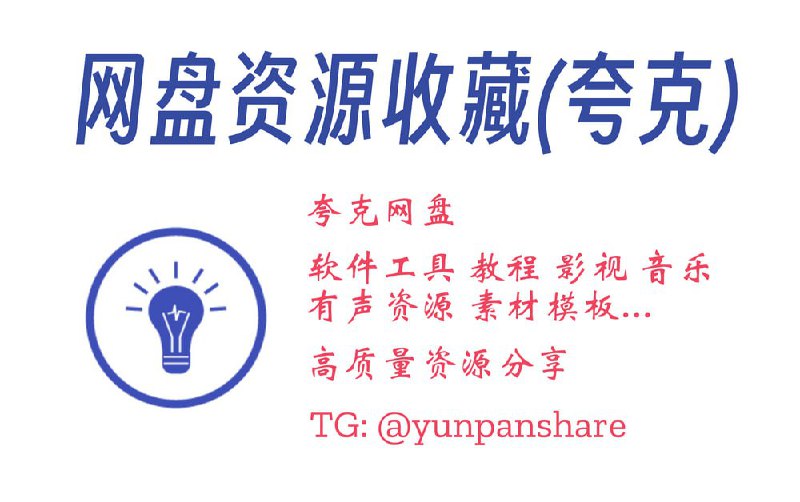 网盘资源收藏(夸克)
夸克网盘
软件工具 教程 影视 音乐
有声资源 素材模板...
高质量资源分享
TG: @yunpanshare